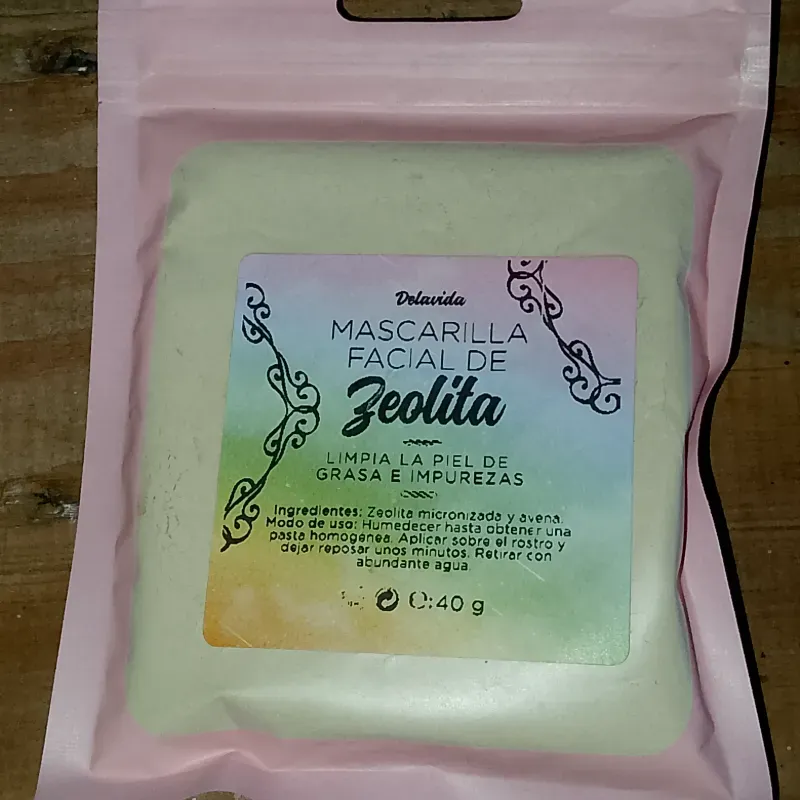 Delavida
MASCARILLA
FACIAL DE
Zeolita
LIMPIA LA PIEL DE
GRASA E IMPUREZAS
Ingredientes: Zeolita micronizada y avena.
Modo de uso: Humedecer hasta obtener una
pasta homogenea. Aplicar sobre el rostro y
dejar reposar unos minutos. Retirar con
abundante agua.
:40 g